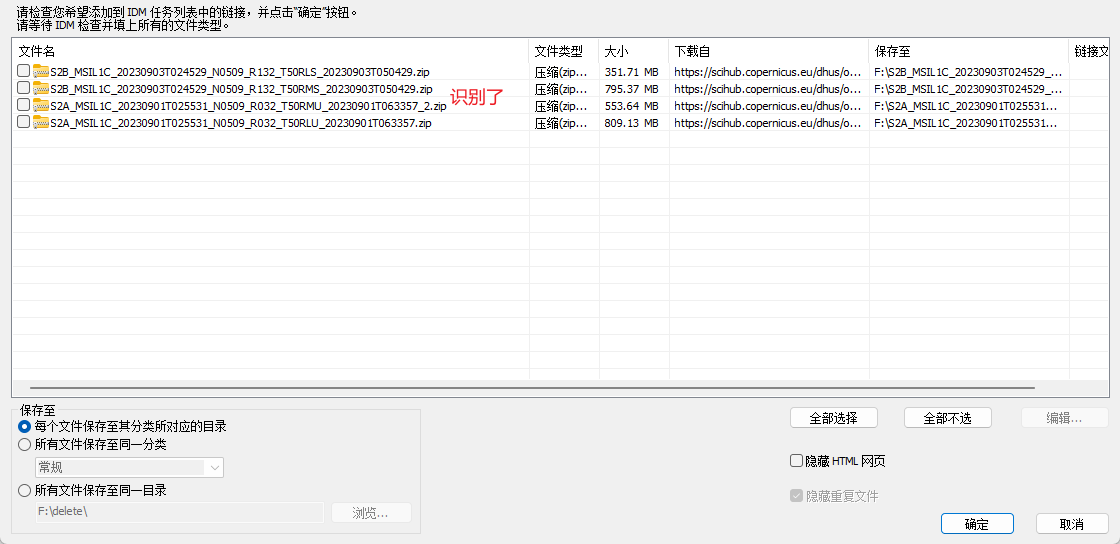 请检查您希望添加到 IDM 任务列表中的链接，并点击"确定"按钮。
请等待 IDM 检查并填上所有的文件类型。
文件名 文件类型 大小 下载自 保存至 链接文
S2B_MSIL1C_20230903T024529_N0509_R132_T50RLS_20230903T050429.zip 压缩(zip... 351.71 MB https://scihub.copernicus.eu/dhus/o... F:\S2B_MSIL1C_20230903T024529_...
S2B_MSIL1C_20230903T024529_N0509_R132_T50RMS_20230903T050429.zip 压缩(zip... 795.37 MB https://scihub.copernicus.eu/dhus/o... F:\S2B_MSIL1C_20230903T024529_...
识别了
S2A_MSIL1C_20230901T025531_N0509_R032_T50RMU_20230901T063357_2.zip 压缩(zip... 553.64 MB https://scihub.copernicus.eu/dhus/o... F:\S2A_MSIL1C_20230901T025531...
S2A_MSIL1C_20230901T025531_N0509_R032_T50RLU_20230901T063357.zip 压缩(zip... 809.13 MB https://scihub.copernicus.eu/dhus/o... F:\S2A_MSIL1C_20230901T025531...
保存至
每个文件保存至其分类所对应的目录
所有文件保存至同一分类
常规
所有文件保存至同一目录
F:\delete\ 浏览...
全部选择 全部不选 编辑...
隐藏 HTML 网页
隐藏重复文件
确定 取消